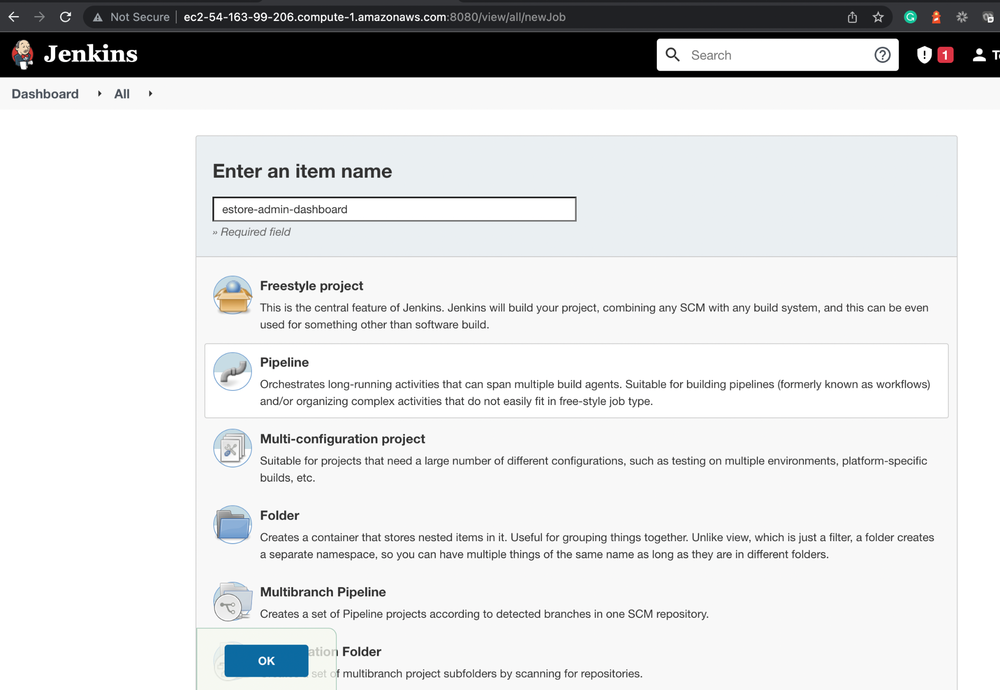 Not Secure ec2-54-163-99-206.compute-1.amazonaws.com:8080/view/all/newJob
Jenkins
Search
1
Dashboard All
Enter an item name
estore-admin-dashboard
» Required field
Freestyle project
This is the central feature of Jenkins. Jenkins will build your project, combining any SCM with any build system, and this can be even
used for something other than software build.
Pipeline
Orchestrates long-running activities that can span multiple build agents. Suitable for building pipelines (formerly known as workflows)
and/or organizing complex activities that do not easily fit in free-style job type.
Multi-configuration project
Suitable for projects that need a large number of different configurations, such as testing on multiple environments, platform-specific
builds, etc.
Folder
Creates a container that stores nested items in it. Useful for grouping things together. Unlike view, which is just a filter, a folder creates
a separate namespace, so you can have multiple things of the same name as long as they are in different folders.
Multibranch Pipeline
Creates a set of Pipeline projects according to detected branches in one SCM repository.
Folder
OK
set of multibranch project subfolders by scanning for repositories.